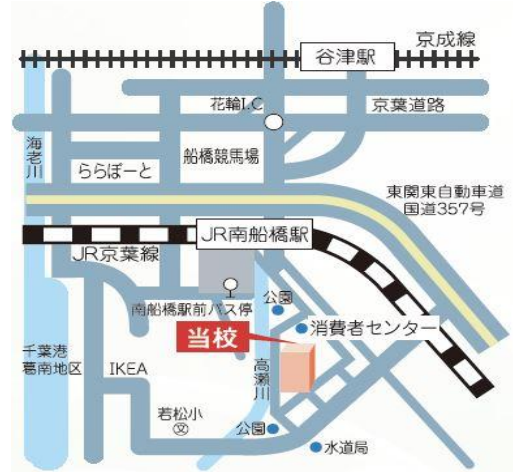 京成線
谷津駅
花輪I.C
京葉道路
海老川
船橋競馬場
ららぽーと
東関東自動車道
国道357号
JR南船橋駅
JR京葉線
南船橋駅前バス停
公園
当校
消費者センター
千葉港
葛南地区
IKEA
高瀬川
若松小
文
公園
水道局